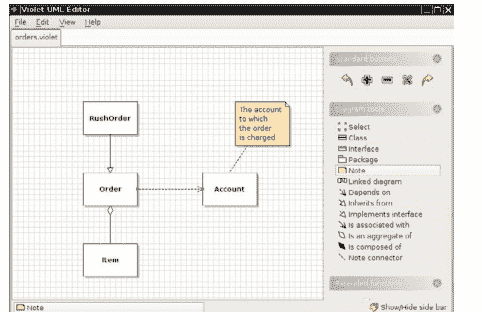 Violet UML Editor
File Edit View Help
orders.violet
RushOrder
The account
to which
the order
is charged
Order
Account
Item
Select
Class
Interface
Package
Note
Linked diagram
Depends on
Inherits from
Implements interface
Is associated with
Is an aggregate of
Is composed of
Note connector
Note
Show/Hide side bar